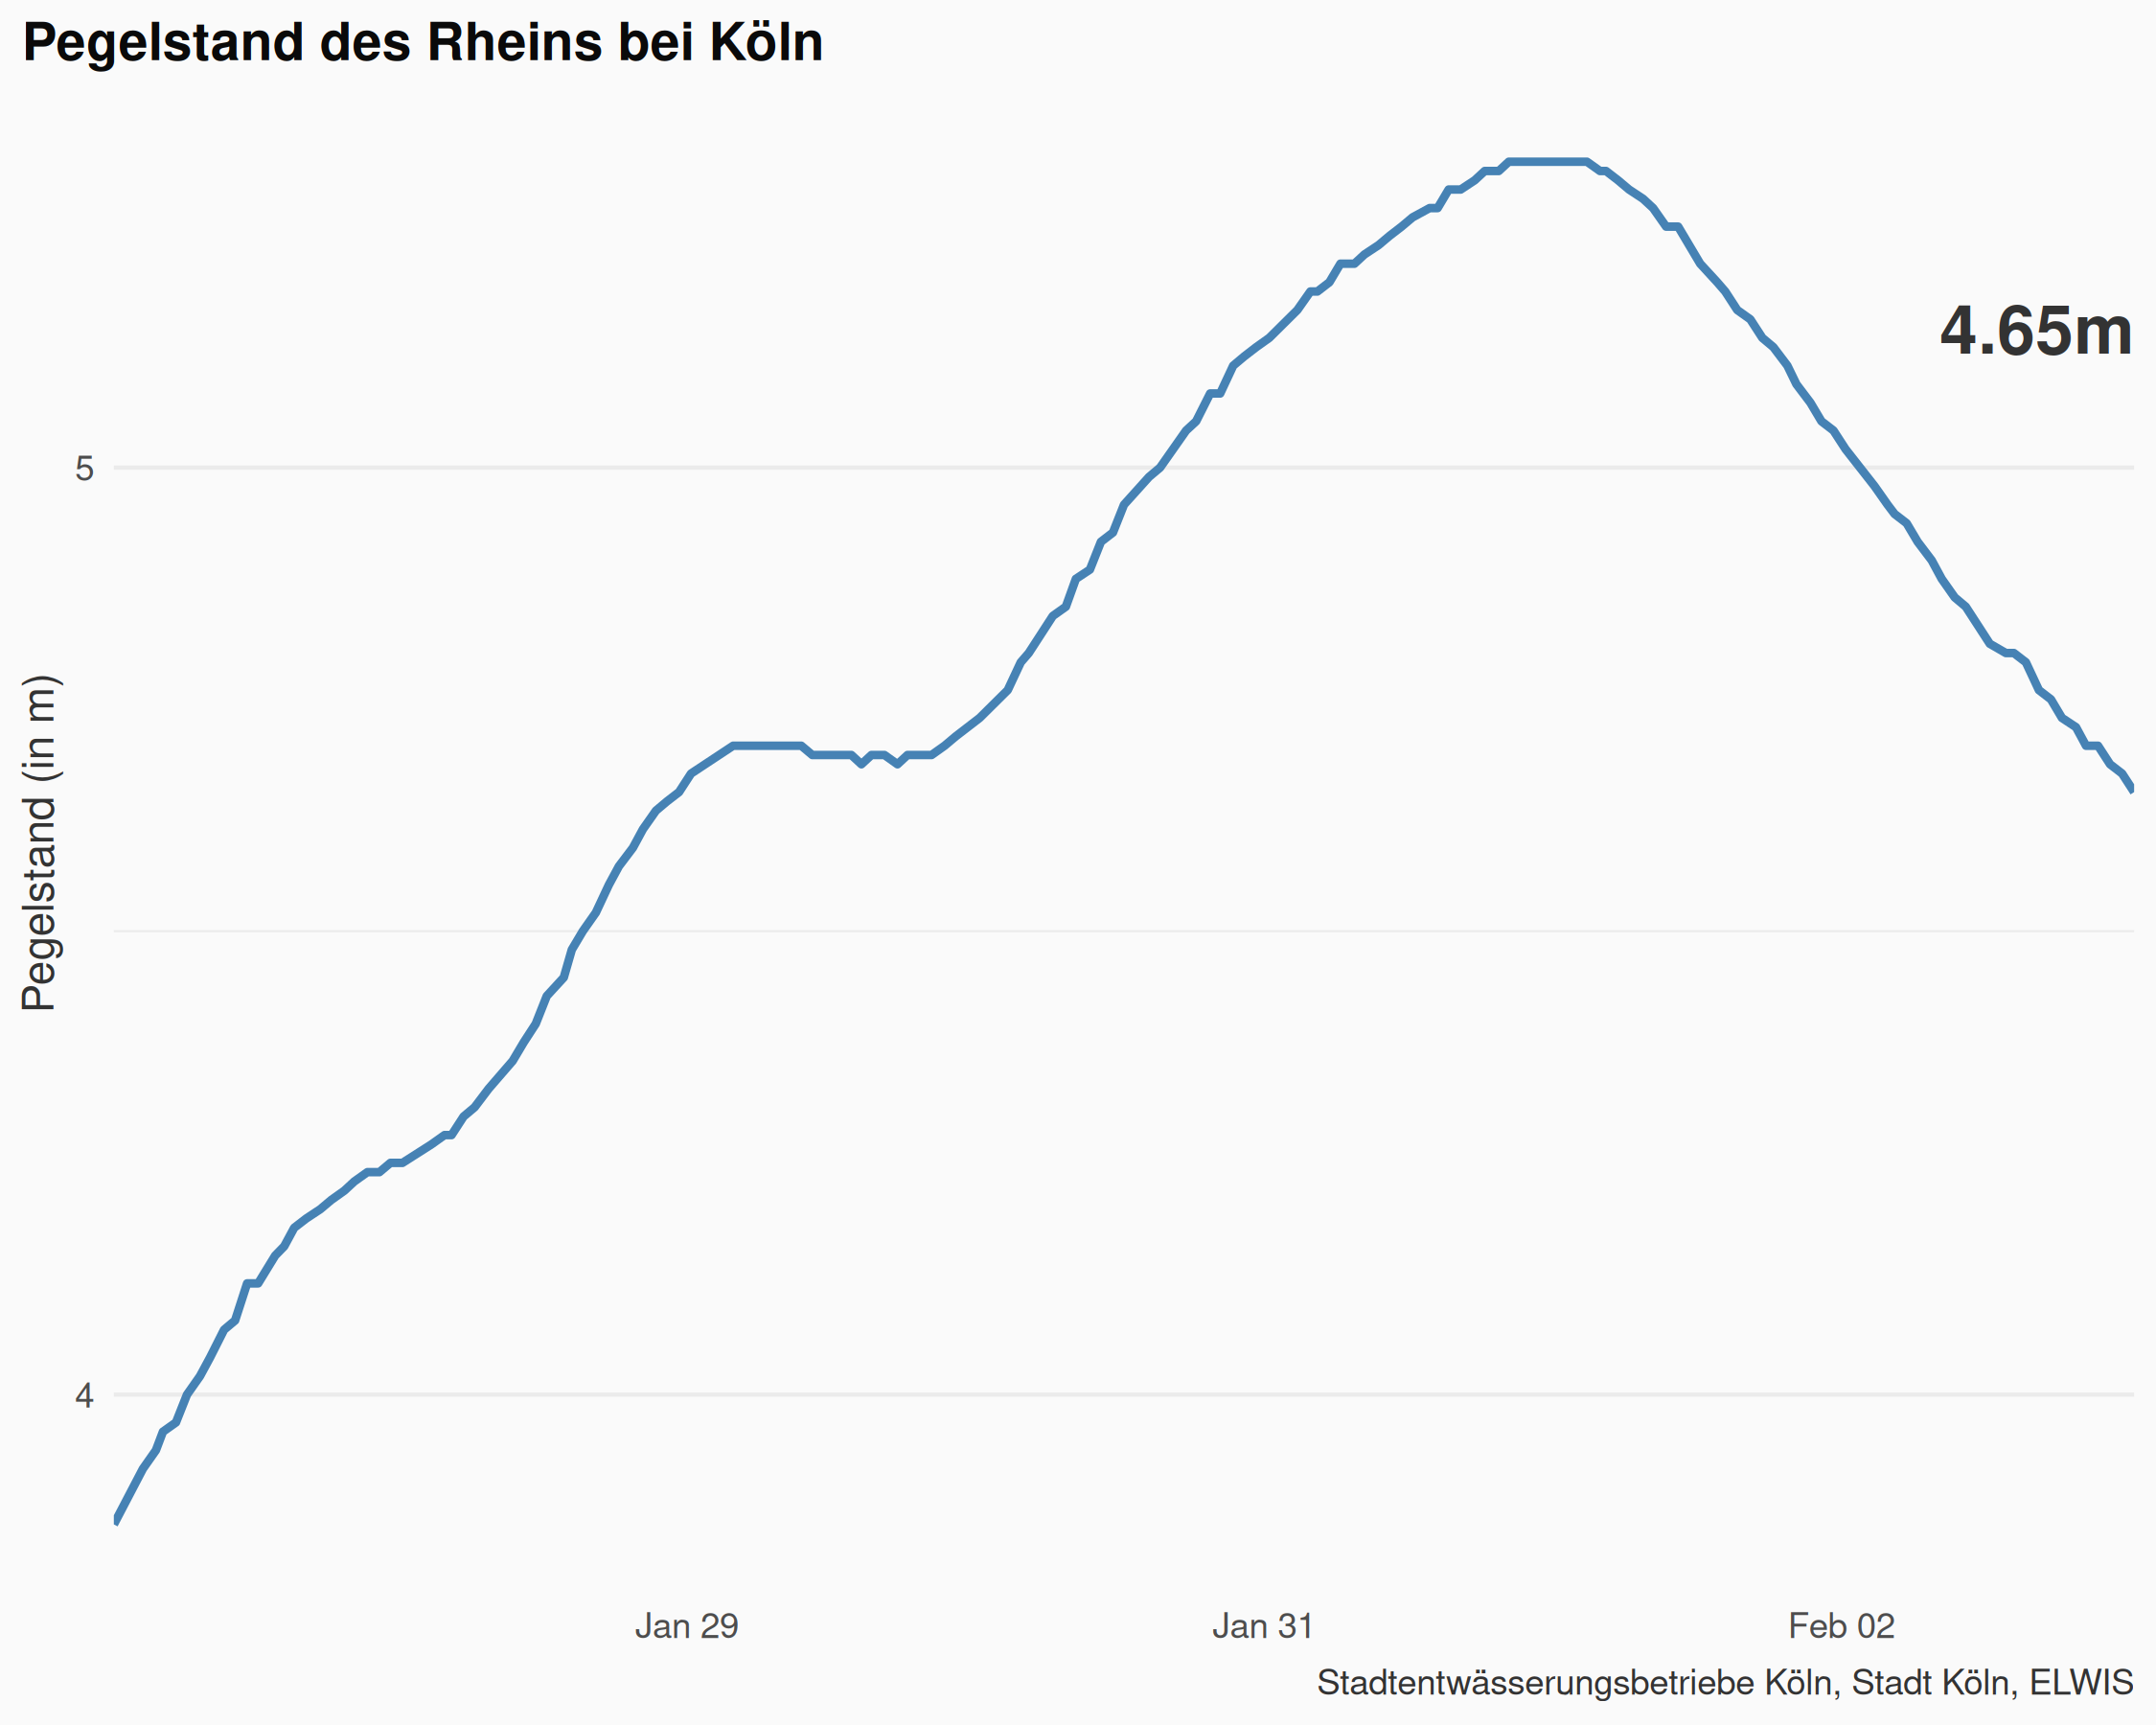 Pegelstand des Rheins bei Köln
4.65m
5
Pegelstand (in m)
4
Jan 29
Jan 31
Feb 02
Stadtentwässerungsbetriebe Köln, Stadt Köln, ELWIS